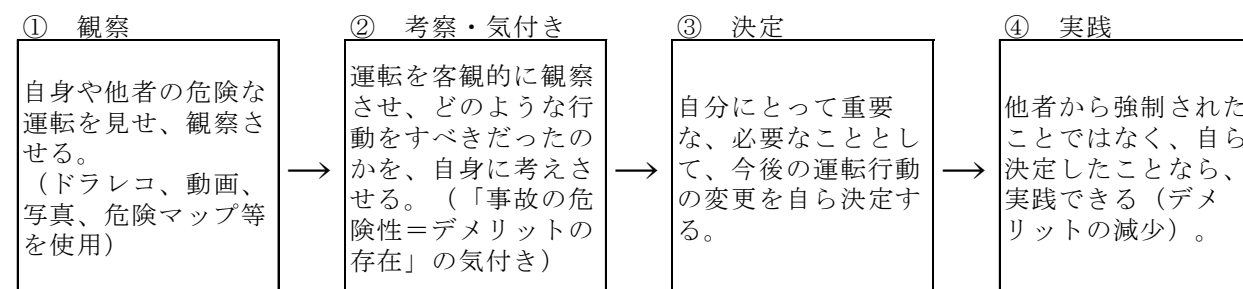 ① 観察
自身や他者の危険な
運転を見せ、観察さ
せる。
(ドラレコ、動画、
写真、危険マップ等
を使用)
→
② 考察・気付き
運転を客観的に観察
させ、どのような行
動をすべきだったの
かを、自身に考えさ
せる。(「事故の危
険性=デメリットの
存在」の気付き)
→
③ 決定
自分にとって重要
な、必要なこととし
て、今後の運転行動
の変更を自ら決定す
る。
→
④ 実践
他者から強制された
ことではなく、自ら
決定したことなら、
実践できる(デメ
リットの減少)。